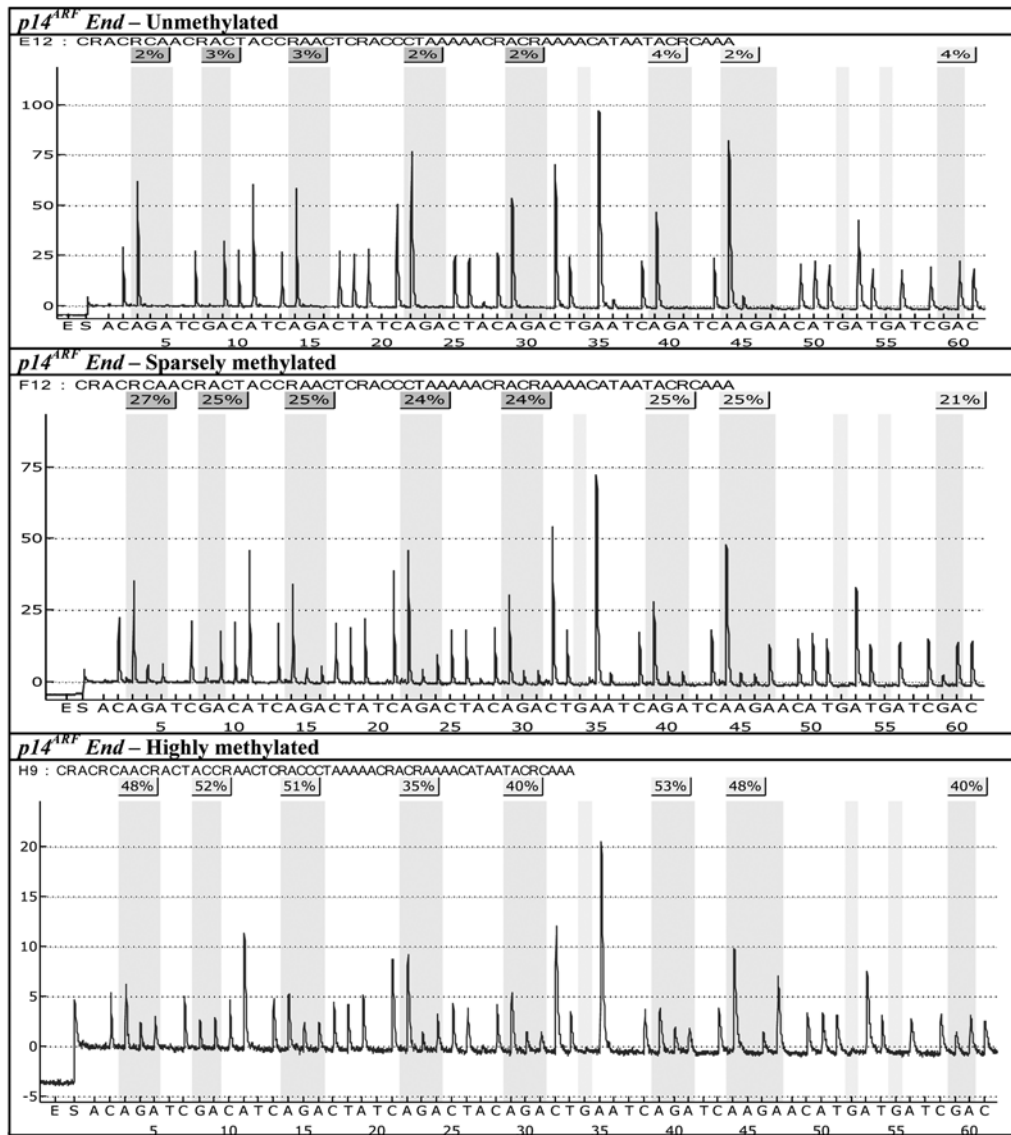 p14ARF End – Unmethylated
E12 : CRACRCAACRACTACCRAACTCRACCCTAAAAACRACRAAAACATAATACRCAAA
2% 3% 3% 2% 2% 4% 2% 4%
100
75
50
25
0
E S A C A G A T C G A C A T C A G A C T A T C A G A C T A C A G A C T G A A T C A G A T C A A G A A C A T G A T G A T C G A C
5 10 15 20 25 30 35 40 45 50 55 60
p14ARF End – Sparsely methylated
F12 : CRACRCAACRACTACCRAACTCRACCCTAAAAACRACRAAAACATAATACRCAAA
27% 25% 25% 24% 24% 25% 25% 21%
75
50
25
0
E S A C A G A T C G A C A T C A G A C T A T C A G A C T A C A G A C T G A A T C A G A T C A A G A A C A T G A T G A T C G A C
5 10 15 20 25 30 35 40 45 50 55 60
p14ARF End – Highly methylated
H9 : CRACRCAACRACTACCRAACTCRACCCTAAAAACRACRAAAACATAATACRCAAA
48% 52% 51% 35% 40% 53% 48% 40%
20
15
10
5
0
-5
E S A C A G A T C G A C A T C A G A C T A T C A G A C T A C A G A C T G A A T C A G A T C A A G A A C A T G A T G A T C G A C
5 10 15 20 25 30 35 40 45 50 55 60